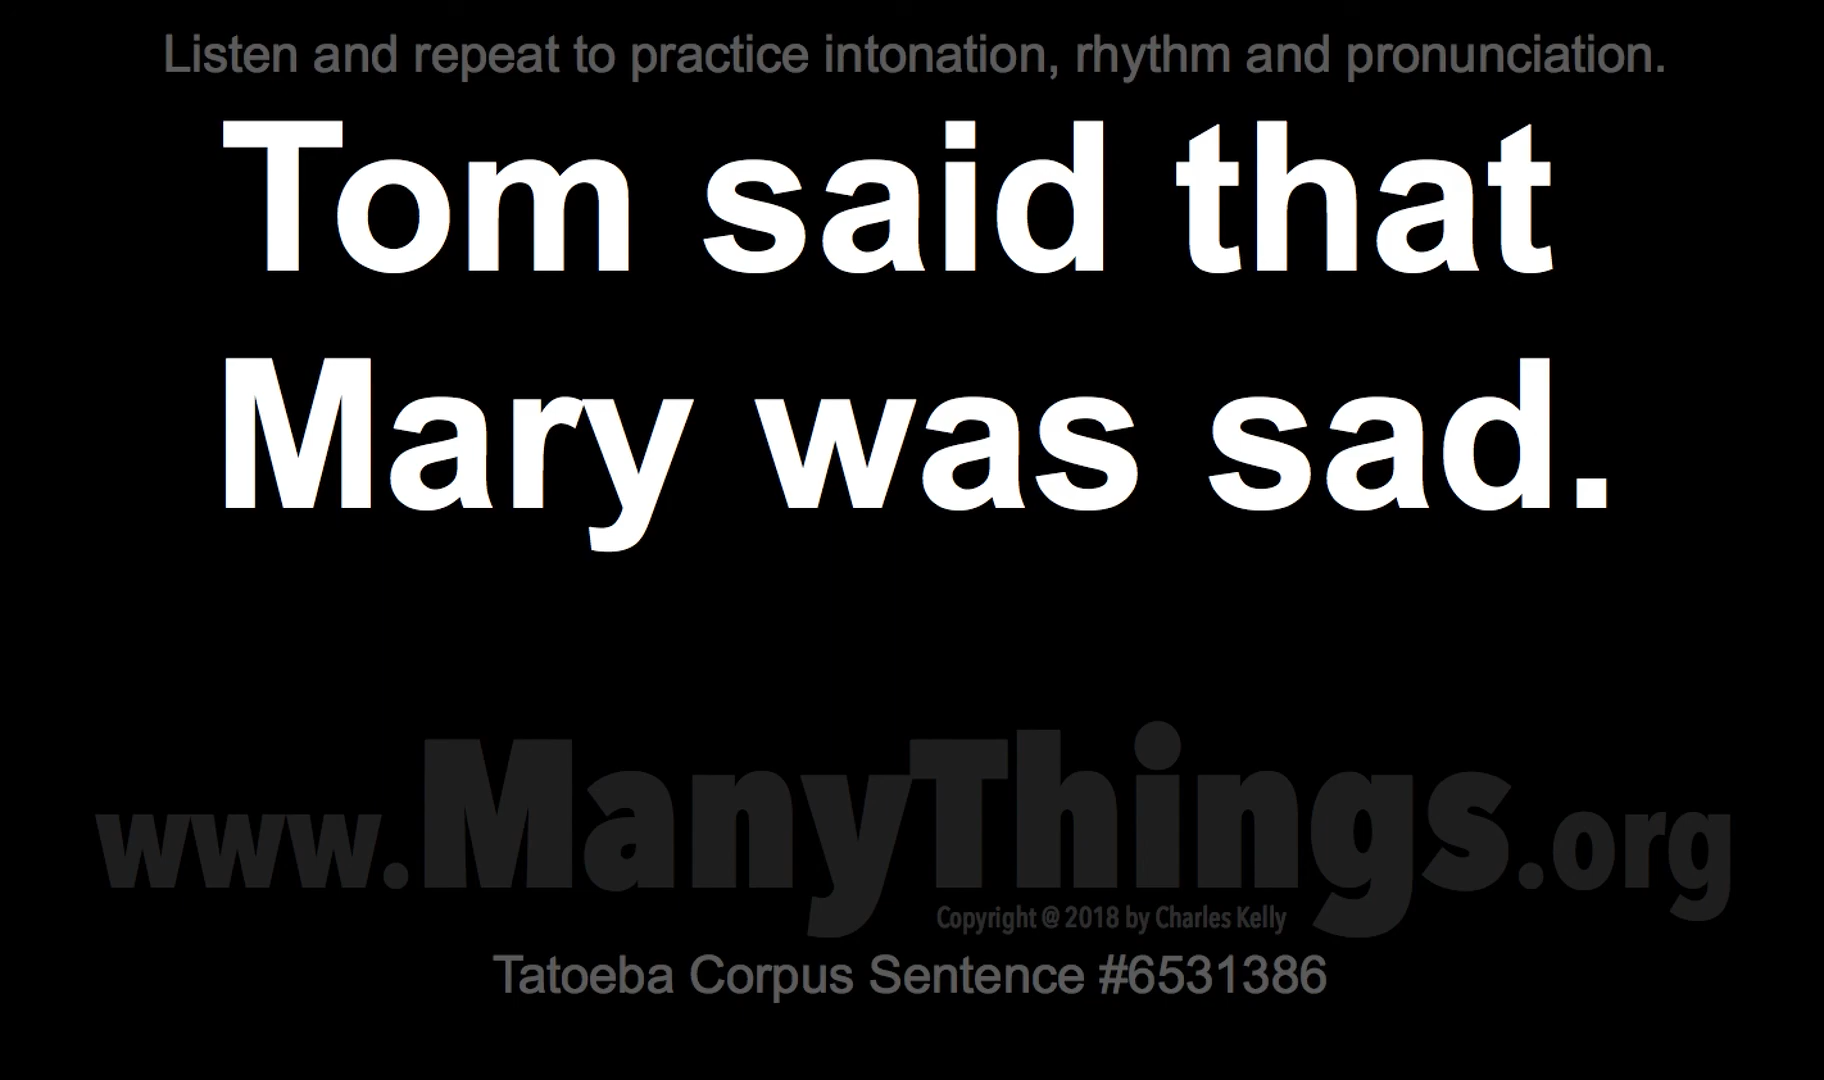 Listen and repeat to practice intonation, rhythm and pronunciation.
Tom said that
Mary was sad.
www.ManyThings.org
Copyright @ 2018 by Charles Kelly
Tatoeba Corpus Sentence #6531386